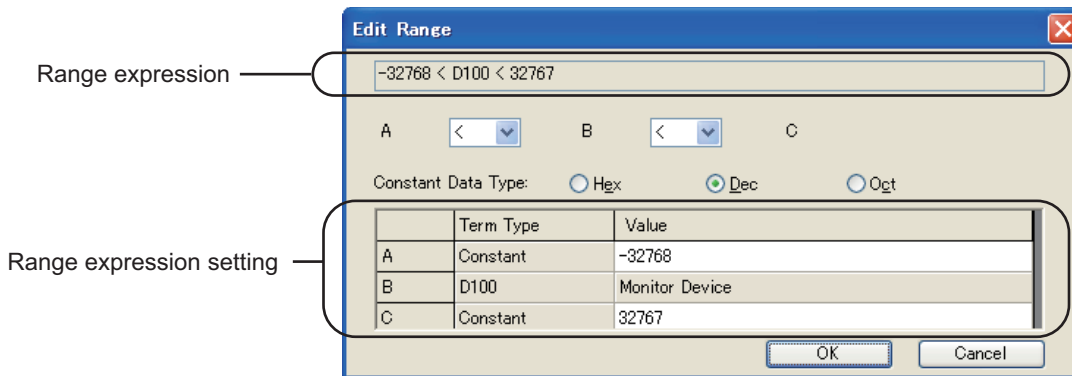 Edit Range
Range expression
-32768 < D100 < 32767
A < B < C
Constant Data Type: Hex Dec Oct
Term Type Value
A Constant -32768
Range expression setting
B D100 Monitor Device
C Constant 32767
OK Cancel